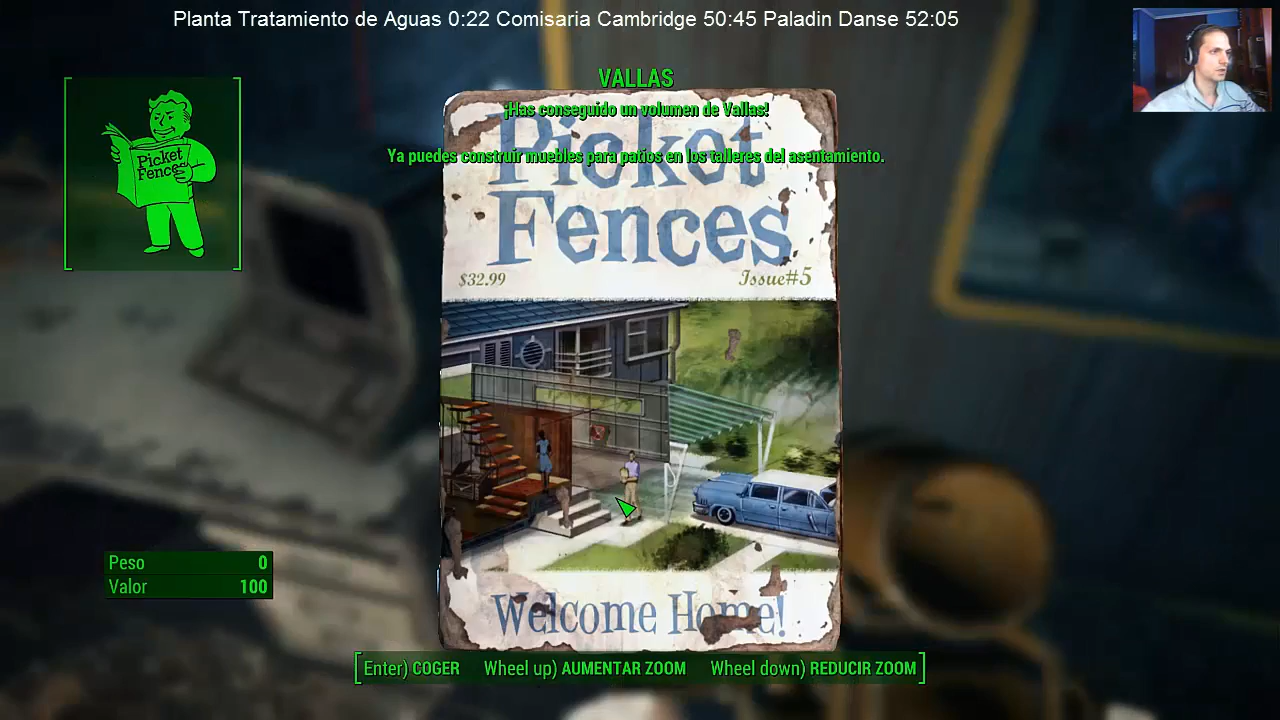 Planta Tratamiento de Aguas 0:22 Comisaria Cambridge 50:45 Paladin Danse 52:05
VALLAS
¡Has conseguido un volumen de Vallas!
Ya puedes construir muebles para patios en los talleres del asentamiento.
Picket
Fences
Picket
Fences
$32.99 Issue#5
Peso 0
Valor 100
Welcome Home!
Enter) COGER Wheel up) AUMENTAR ZOOM Wheel down) REDUCIR ZOOM